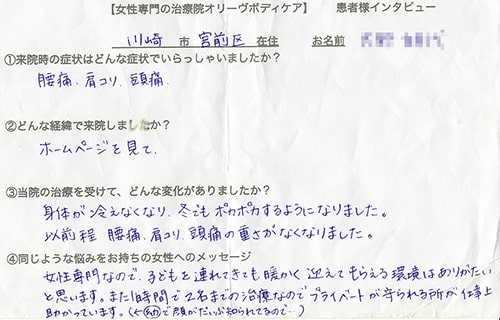 【女性専門の治療院オリーヴボディケア】　患者様インタビュー
川崎 市 宮前区 在住　お名前
①来院時の症状はどんな症状でいらっしゃいましたか？
腰痛、肩コリ、頭痛、
②どんな経緯で来院しましたか？
ホームページを見て、
③当院の治療を受けて、どんな変化がありましたか？
身体が冷えなくなり、冬でもポカポカするようになりました。
以前程 腰痛、肩コリ、頭痛の重さがなくなりました。
④同じような悩みをお持ちの女性へのメッセージ
女性専門なので、子どもを連れてきても暖かく迎えてもらえる環境はありがたい
と思います。また1時間で2名までの治療なのでプライベートが守られる所が仕事上
助かっています。(←幼で顔がだいぶ知られてるので…)